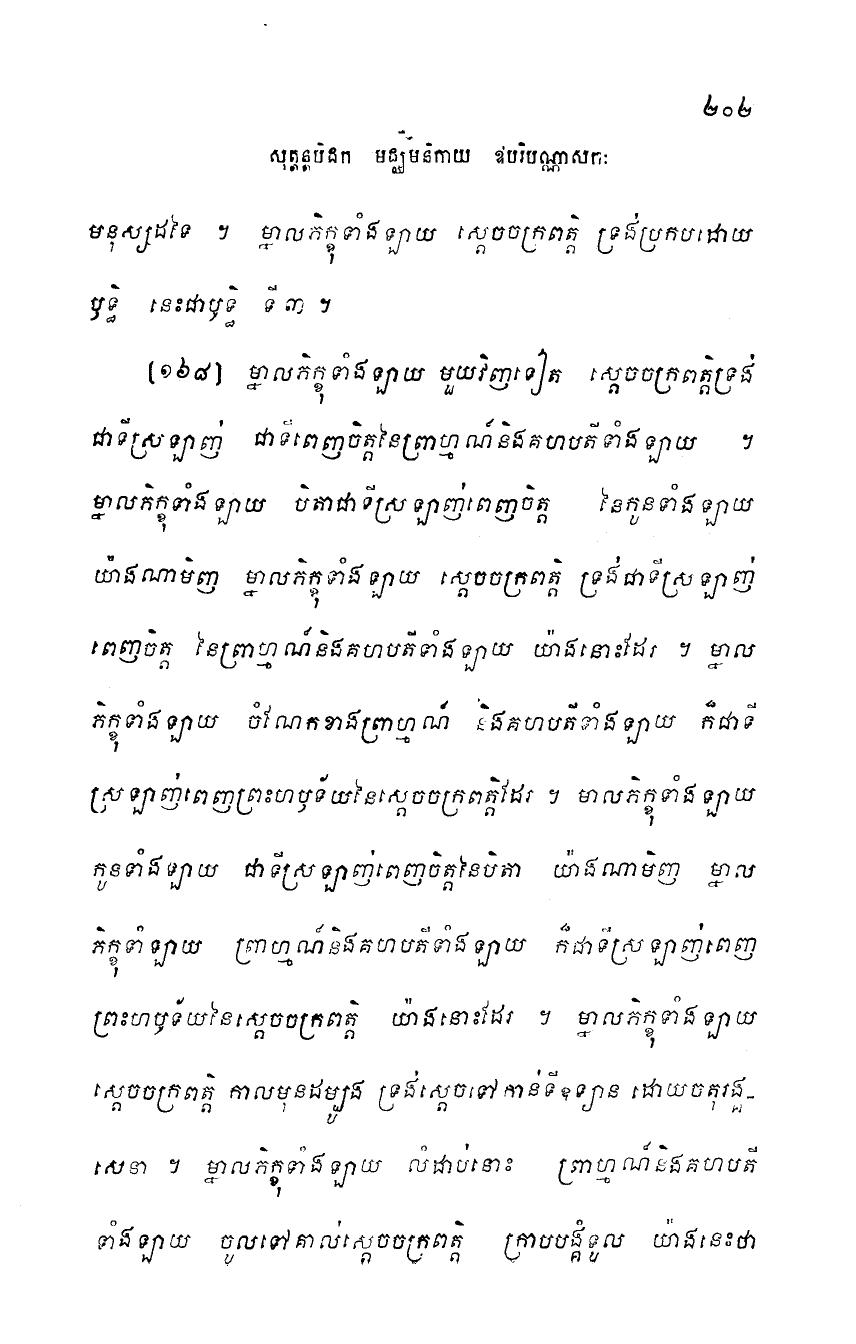 ២០២
សុត្តន្តបិដក មជ្ឈិមនិកាយ ឧបរិបណ្ណាសកៈ
មនុស្សដទៃ ។ ម្នាលភិក្ខុទាំងឡាយ ស្តេចចក្រពត្តិ ទ្រង់ប្រកបដោយ
ឫទ្ធិ នេះជាឫទ្ធិ ទី ៣ ។
[១៦៨] ម្នាលភិក្ខុទាំងឡាយ មួយវិញទៀត ស្តេចចក្រពត្តិទ្រង់
ជាទីស្រឡាញ់ ជាទីពេញចិត្តនៃព្រាហ្មណ៍និងគហបតីទាំងឡាយ ។
ម្នាលភិក្ខុទាំងឡាយ បិតាជាទីស្រឡាញ់ពេញចិត្ត នៃកូនទាំងឡាយ
យ៉ាងណាមិញ ម្នាលភិក្ខុទាំងឡាយ ស្តេចចក្រពត្តិ ទ្រង់ជាទីស្រឡាញ់
ពេញចិត្ត នៃព្រាហ្មណ៍និងគហបតីទាំងឡាយ យ៉ាងនោះដែរ ។ ម្នាល
ភិក្ខុទាំងឡាយ ចំណែកខាងព្រាហ្មណ៍ និងគហបតីទាំងឡាយ ក៏ជាទី
ស្រឡាញ់ពេញព្រះហឫទ័យនៃស្តេចចក្រពត្តិដែរ ។ មាលភិក្ខុទាំងឡាយ
កូនទាំងឡាយ ជាទីស្រឡាញ់ពេញចិត្តនៃបិតា យ៉ាងណាមិញ ម្នាល
ភិក្ខុទាំឡាយ ព្រាហ្មណ៍និងគហបតីទាំងឡាយ ក៏ជាទីស្រឡាញ់ពេញ
ព្រះហឫទ័យនៃស្តេចចក្រពត្តិ យ៉ាងនោះដែរ ។ ម្នាលភិក្ខុទាំងឡាយ
ស្តេចចក្រពត្តិ កាលមុនដម្បូង ទ្រង់ស្តេចទៅកាន់ទីឧទ្យាន ដោយចតុរង្គ-
សេនា ។ ម្នាលភិក្ខុទាំងឡាយ លំដាប់នោះ ព្រាហ្មណ៍និងគហបតី
ទាំងឡាយ ចូលទៅគាល់ស្តេចចក្រពត្តិ ក្រាបបង្គំទូល យ៉ាងនេះថា